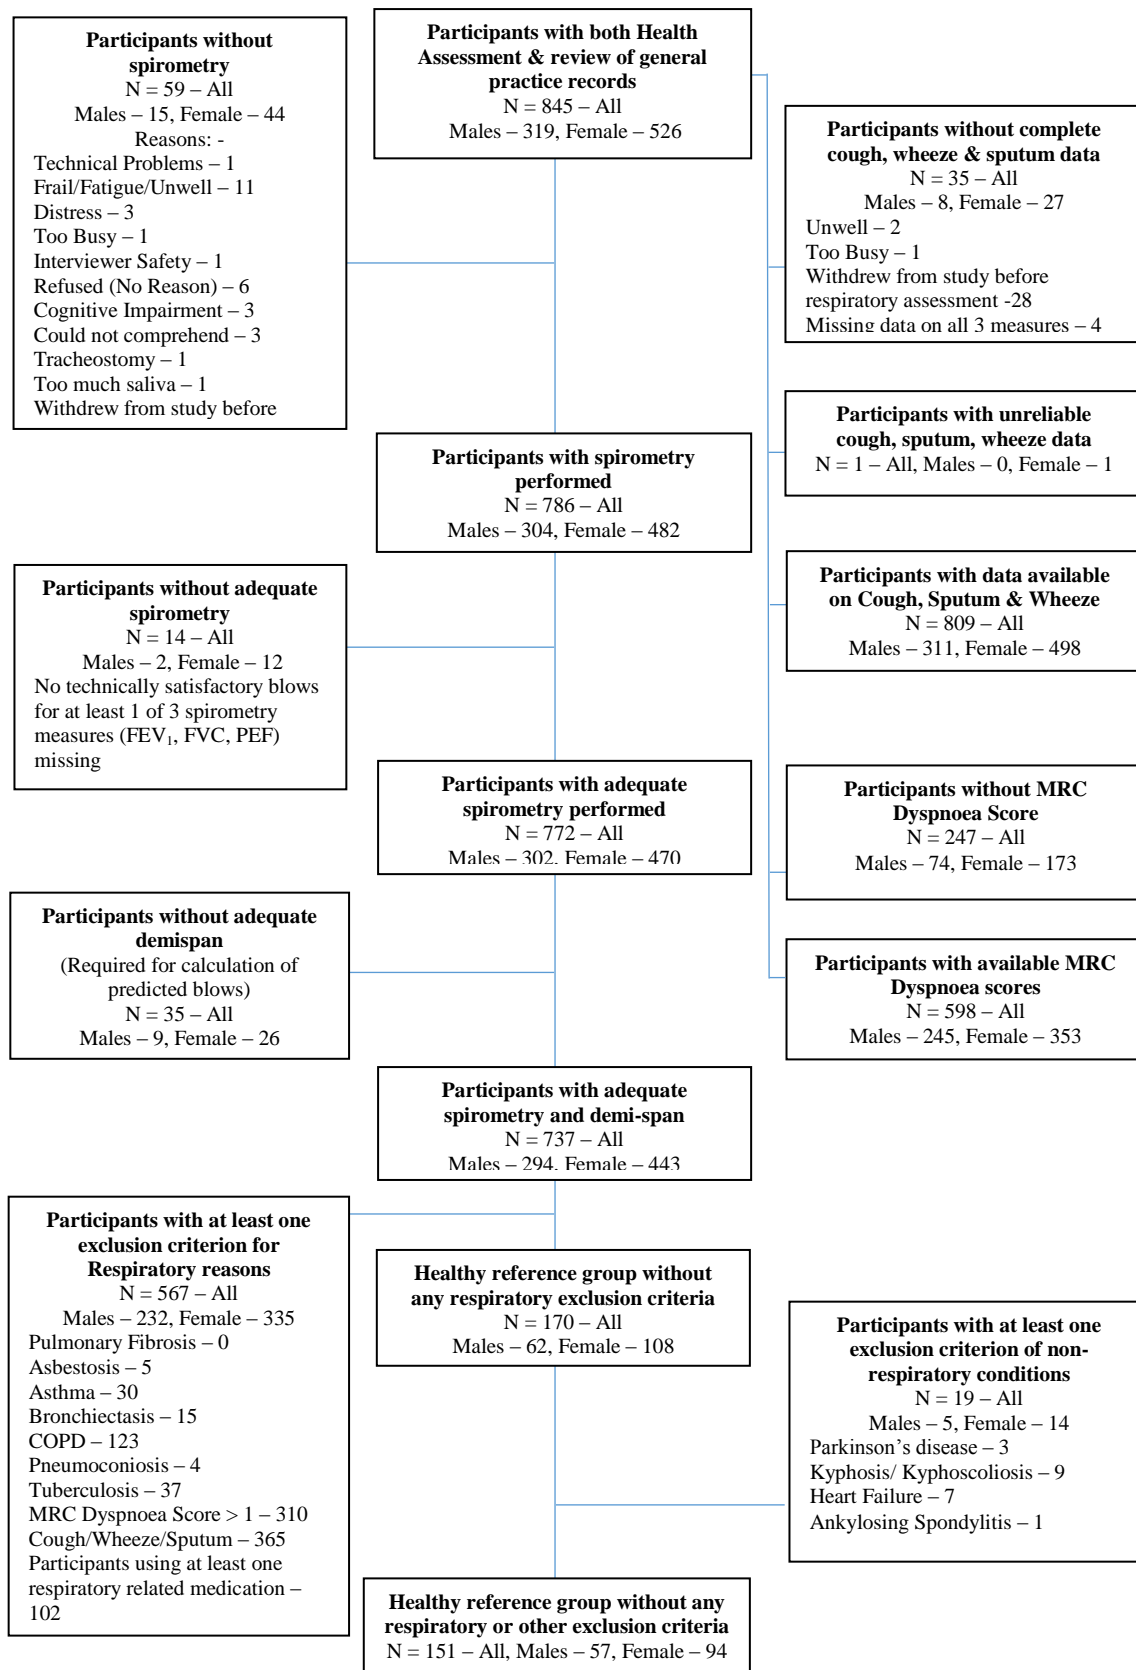 Participants without
spirometry
N = 59 – All
Males – 15, Female – 44
Reasons: -
Technical Problems – 1
Frail/Fatigue/Unwell – 11
Distress – 3
Too Busy – 1
Interviewer Safety – 1
Refused (No Reason) – 6
Cognitive Impairment – 3
Could not comprehend – 3
Tracheostomy – 1
Too much saliva – 1
Withdrew from study before
Participants with both Health
Assessment & review of general
practice records
N = 845 – All
Males – 319, Female – 526
Participants without complete
cough, wheeze & sputum data
N = 35 – All
Males – 8, Female – 27
Unwell – 2
Too Busy – 1
Withdrew from study before
respiratory assessment -28
Missing data on all 3 measures – 4
Participants with unreliable
cough, sputum, wheeze data
N = 1 – All, Males – 0, Female – 1
Participants with spirometry
performed
N = 786 – All
Males – 304, Female – 482
Participants with data available
on Cough, Sputum & Wheeze
N = 809 – All
Males – 311, Female – 498
Participants without adequate
spirometry
N = 14 – All
Males – 2, Female – 12
No technically satisfactory blows
for at least 1 of 3 spirometry
measures (FEV₁, FVC, PEF)
missing
Participants with adequate
spirometry performed
N = 772 – All
Males – 302, Female – 470
Participants without MRC
Dyspnoea Score
N = 247 – All
Males – 74, Female – 173
Participants without adequate
demispan
(Required for calculation of
predicted blows)
N = 35 – All
Males – 9, Female – 26
Participants with available MRC
Dyspnoea scores
N = 598 – All
Males – 245, Female – 353
Participants with adequate
spirometry and demi-span
N = 737 – All
Males – 294, Female – 443
Participants with at least one
exclusion criterion for
Respiratory reasons
N = 567 – All
Males – 232, Female – 335
Pulmonary Fibrosis – 0
Asbestosis – 5
Asthma – 30
Bronchiectasis – 15
COPD – 123
Pneumoconiosis – 4
Tuberculosis – 37
MRC Dyspnoea Score > 1 – 310
Cough/Wheeze/Sputum – 365
Participants using at least one
respiratory related medication –
102
Healthy reference group without
any respiratory exclusion criteria
N = 170 – All
Males – 62, Female – 108
Participants with at least one
exclusion criterion of non-
respiratory conditions
N = 19 – All
Males – 5, Female – 14
Parkinson's disease – 3
Kyphosis/ Kyphoscoliosis – 9
Heart Failure – 7
Ankylosing Spondylitis – 1
Healthy reference group without any
respiratory or other exclusion criteria
N = 151 – All, Males – 57, Female – 94